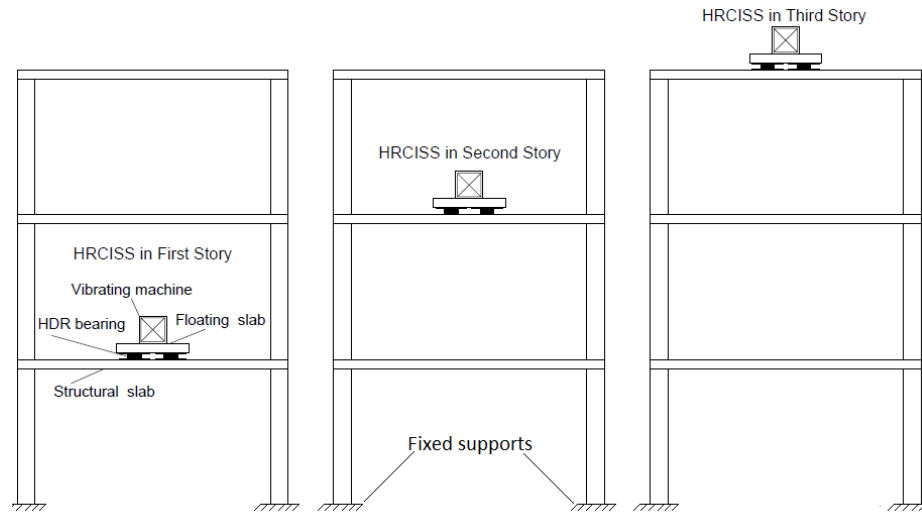 HRCISS in Third Story
HRCISS in Second Story
HRCISS in First Story
Vibrating machine
HDR bearing
Floating slab
Structural slab
Fixed supports